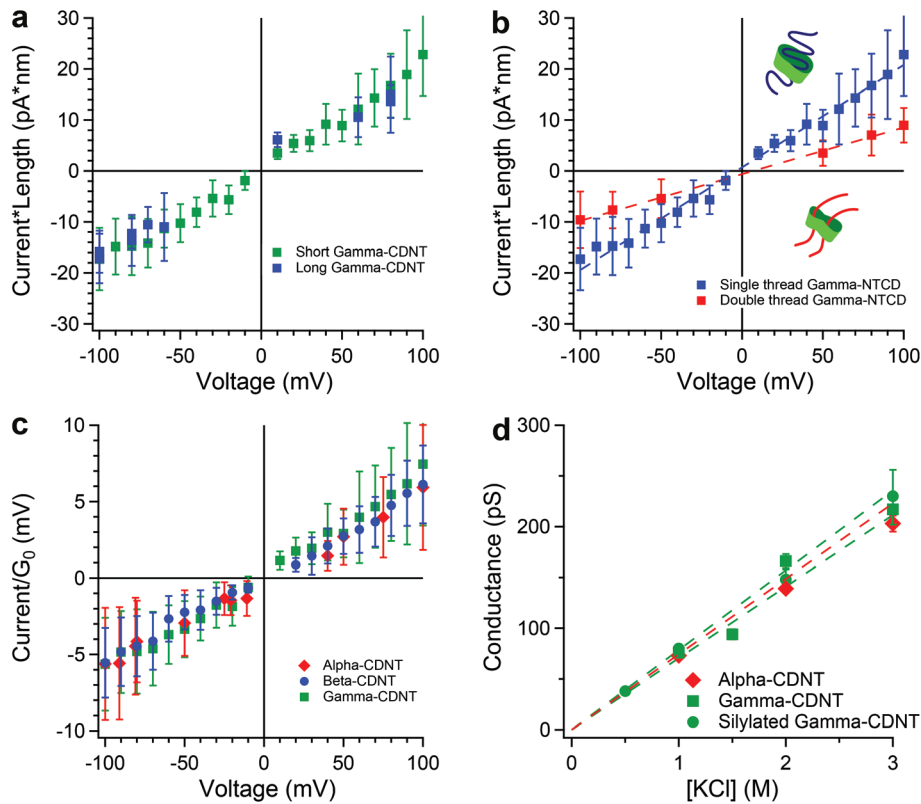 a
Current*Length (pA*nm)
30
20
10
0
-10
-20
-30
Short Gamma-CDNT
Long Gamma-CDNT
-100
-50
0
50
100
Voltage (mV)
b
Current*Length (pA*nm)
30
20
10
0
-10
-20
-30
Single thread Gamma-NTCD
Double thread Gamma-NTCD
-100
-50
0
50
100
Voltage (mV)
c
Current/G0 (mV)
10
5
0
-5
-10
Alpha-CDNT
Beta-CDNT
Gamma-CDNT
-100
-50
0
50
100
Voltage (mV)
d
Conductance (pS)
300
200
100
0
Alpha-CDNT
Gamma-CDNT
Silylated Gamma-CDNT
0
1
2
3
[KCl] (M)